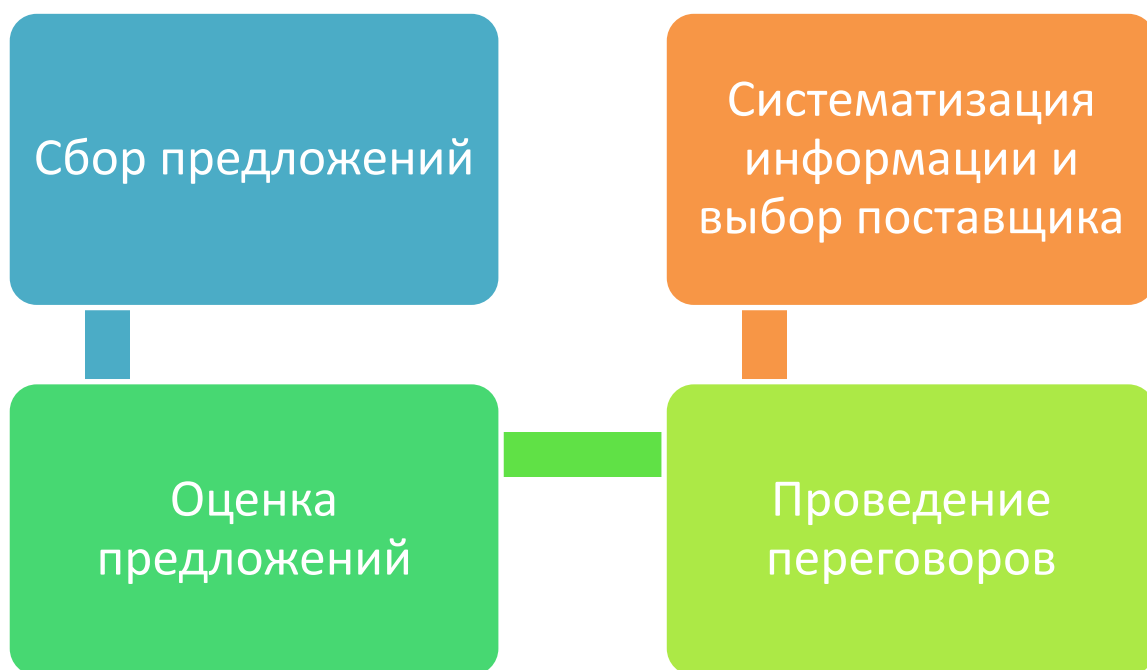 Сбор предложений
Оценка
предложений
Проведение
переговоров
Систематизация
информации и
выбор поставщика